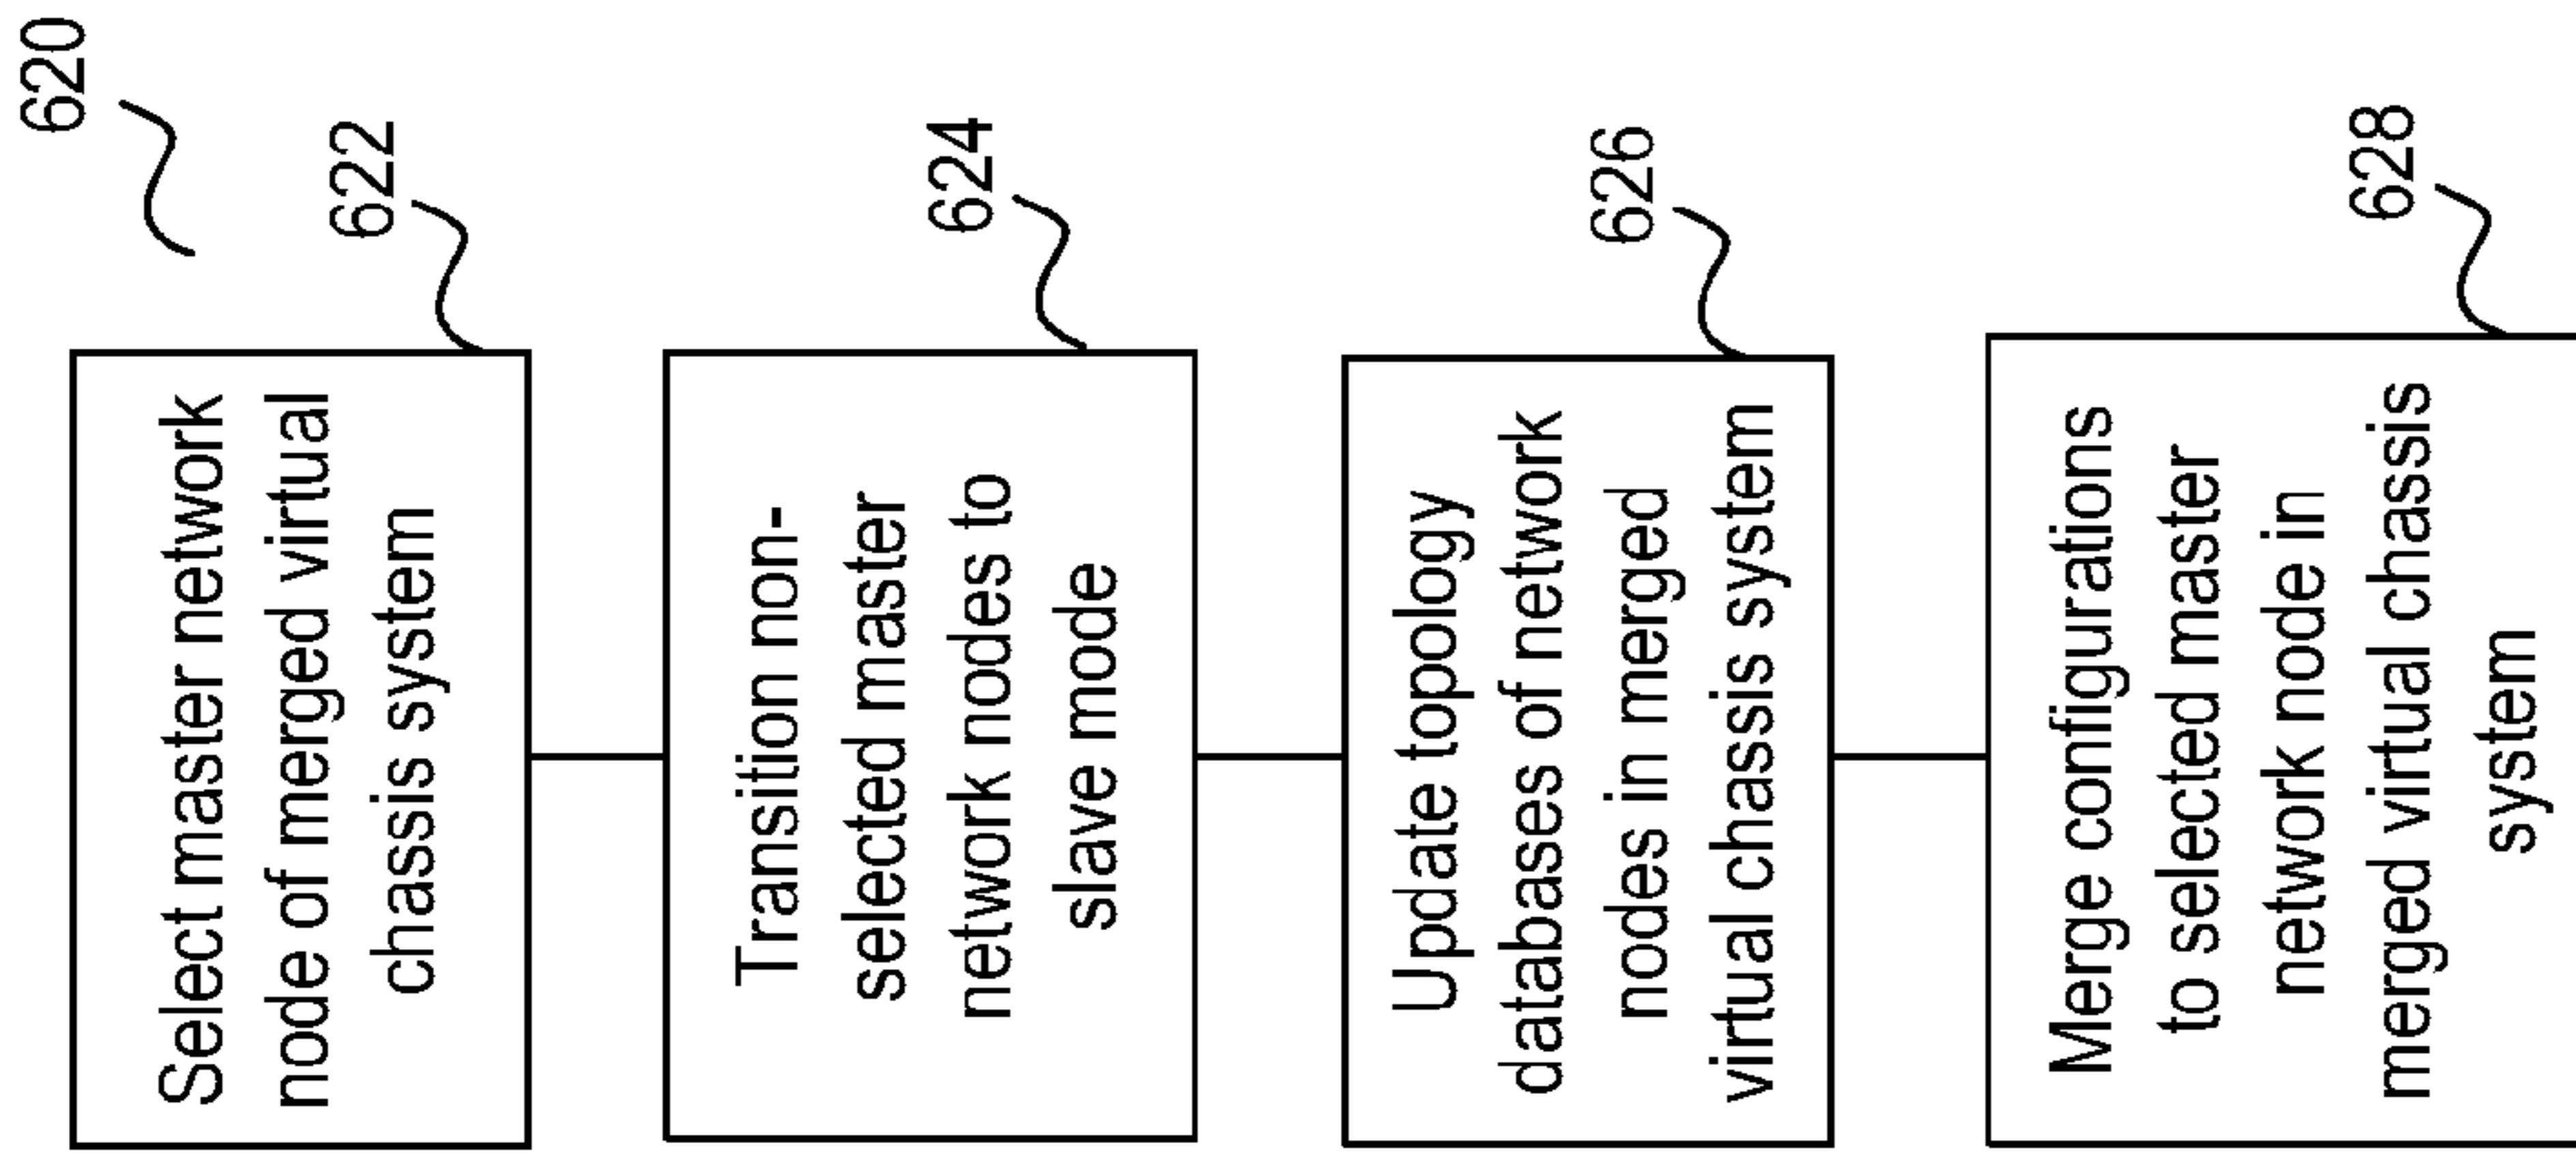 620
622
Select master network
node of merged virtual
chassis system
624
Transition non-
selected master
network nodes to
slave mode
626
Update topology
databases of network
nodes in merged
virtual chassis system
628
Merge configurations
to selected master
network node in
merged virtual chassis
system